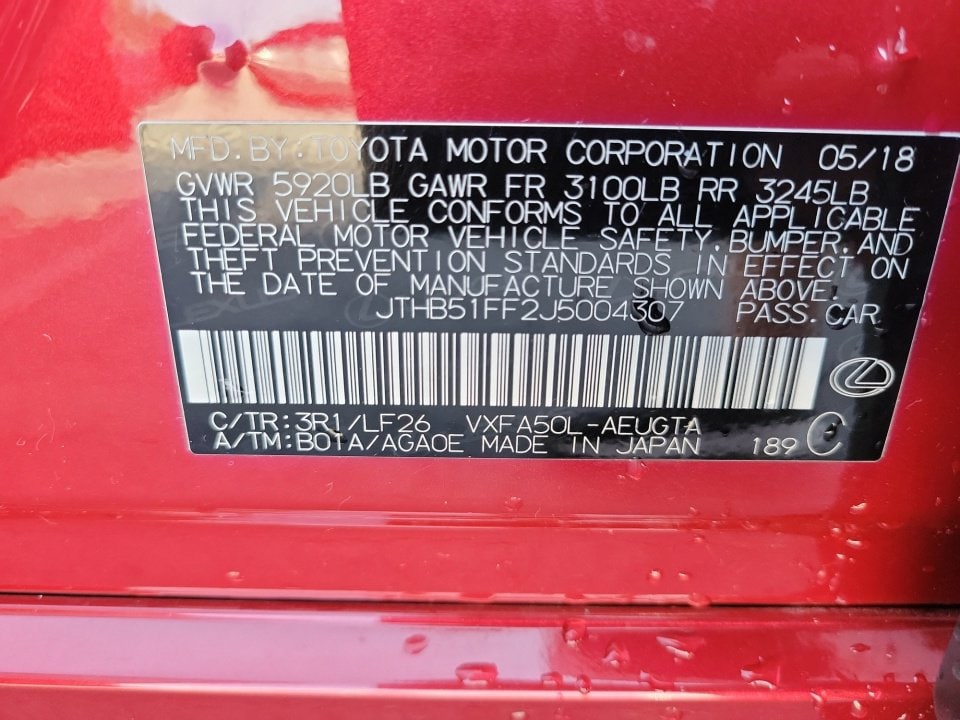 MFD. BY. TOYOTA MOTOR CORPORATION 05/18
GVWR 5920LB GAWR FR 3100LB RR 3245LB
THIS VEHICLE CONFORMS TO ALL APPLICABLE
FEDERAL MOTOR VEHICLE SAFETY, BUMPER, AND
THEFT PREVENTION STANDARDS IN EFFECT ON
THE DATE OF MANUFACTURE SHOWN ABOVE.
JTHB51FF2J5004307 PASS. CAR
C/TR: 3R1/LF26 VXFA50L-AEUGTA
A/TM: B01A/AGA0E MADE IN JAPAN 189